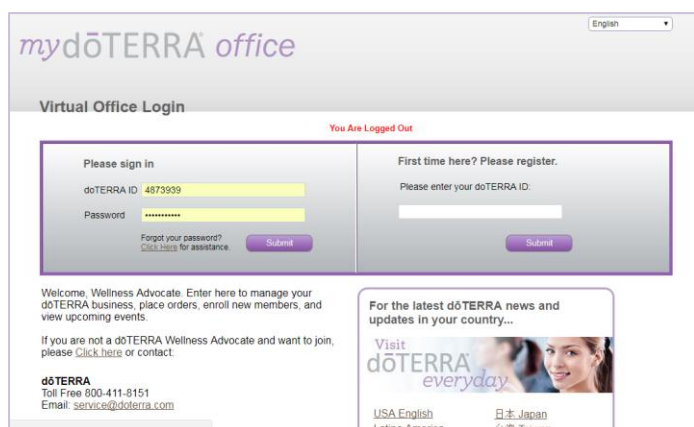 English
mydōTERRA office
Virtual Office Login
You Are Logged Out
Please sign in
doTERRA ID 4873939
Password ••••••••••
Forgot your password?
Click Here for assistance.
Submit
First time here? Please register.
Please enter your doTERRA ID:
Submit
Welcome, Wellness Advocate. Enter here to manage your
dōTERRA business, place orders, enroll new members, and
view upcoming events.
If you are not a dōTERRA Wellness Advocate and want to join,
please Click here or contact:
dōTERRA
Toll Free 800-411-8151
Email: service@doterra.com
For the latest dōTERRA news and
updates in your country...
Visit
dōTERRA
everyday
USA English
日本 Japan